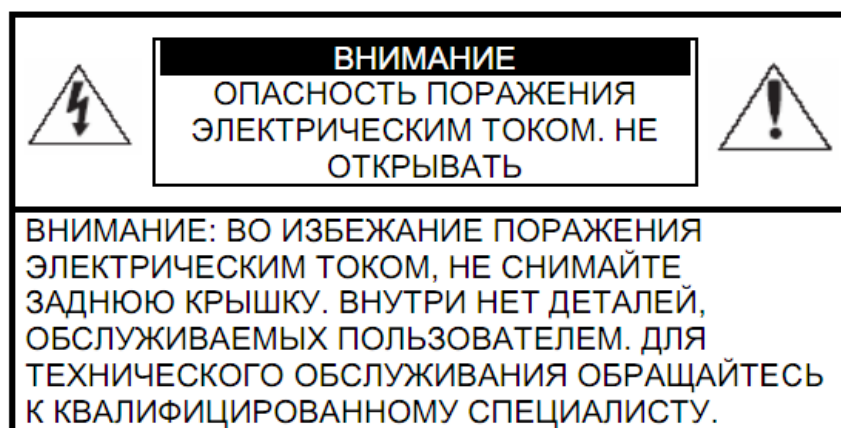 ВНИМАНИЕ
ОПАСНОСТЬ ПОРАЖЕНИЯ
ЭЛЕКТРИЧЕСКИМ ТОКОМ. НЕ
ОТКРЫВАТЬ
ВНИМАНИЕ: ВО ИЗБЕЖАНИЕ ПОРАЖЕНИЯ
ЭЛЕКТРИЧЕСКИМ ТОКОМ, НЕ СНИМАЙТЕ
ЗАДНЮЮ КРЫШКУ. ВНУТРИ НЕТ ДЕТАЛЕЙ,
ОБСЛУЖИВАЕМЫХ ПОЛЬЗОВАТЕЛЕМ. ДЛЯ
ТЕХНИЧЕСКОГО ОБСЛУЖИВАНИЯ ОБРАЩАЙТЕСЬ
К КВАЛИФИЦИРОВАННОМУ СПЕЦИАЛИСТУ.